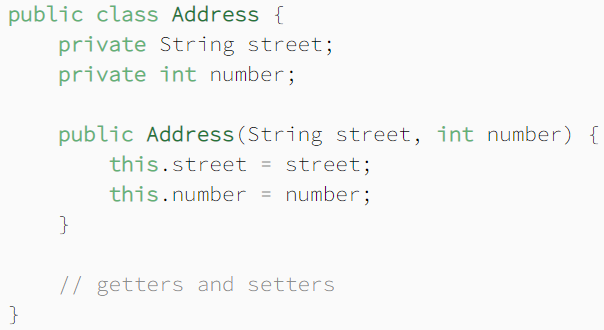 public class Address {
    private String street;
    private int number;

    public Address(String street, int number) {
        this.street = street;
        this.number = number;
    }

    // getters and setters
}